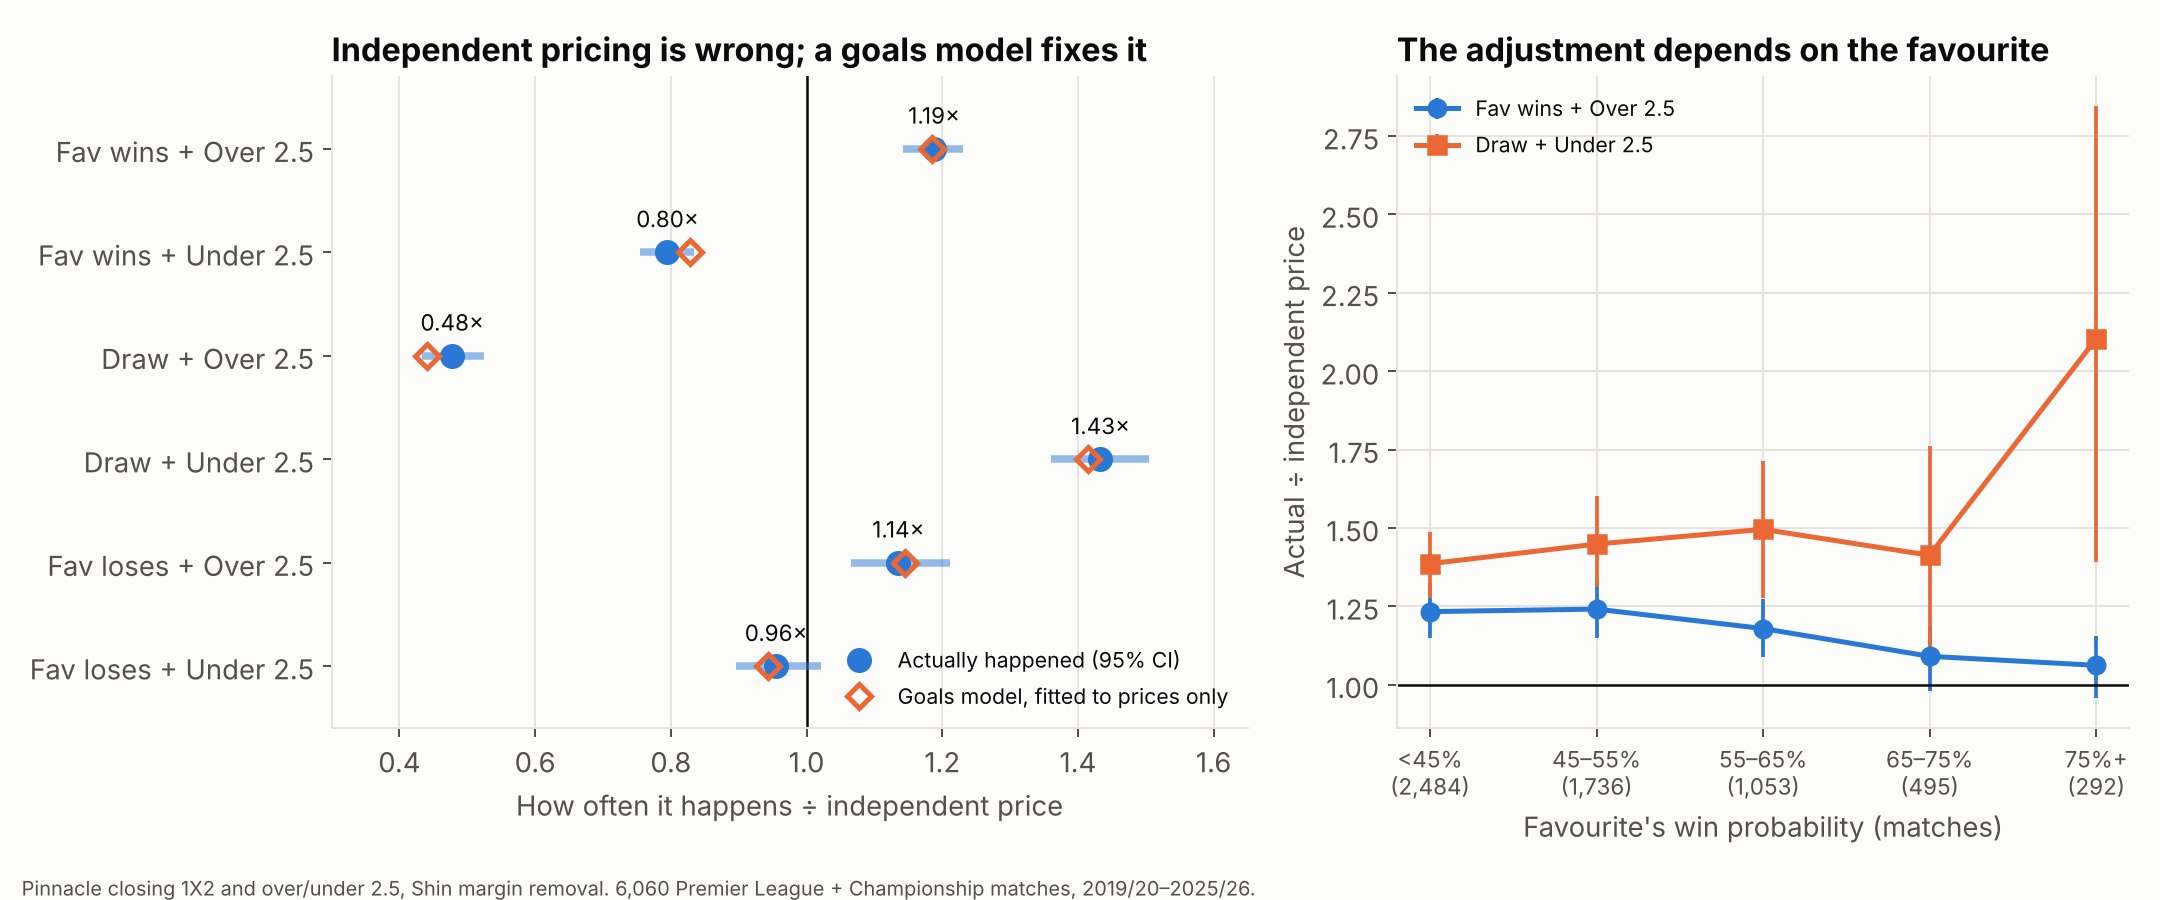 Independent pricing is wrong; a goals model fixes it
Fav wins + Over 2.5
Fav wins + Under 2.5
Draw + Over 2.5
Draw + Under 2.5
Fav loses + Over 2.5
Fav loses + Under 2.5
1.19×
0.80×
0.48×
1.43×
1.14×
0.96×
Actually happened (95% CI)
Goals model, fitted to prices only
0.4 0.6 0.8 1.0 1.2 1.4 1.6
How often it happens ÷ independent price
The adjustment depends on the favourite
Fav wins + Over 2.5
Draw + Under 2.5
Actual ÷ independent price
2.75
2.50
2.25
2.00
1.75
1.50
1.25
1.00
<45% 45–55% 55–65% 65–75% 75%+
(2,484) (1,736) (1,053) (495) (292)
Favourite's win probability (matches)
Pinnacle closing 1X2 and over/under 2.5, Shin margin removal. 6,060 Premier League + Championship matches, 2019/20–2025/26.